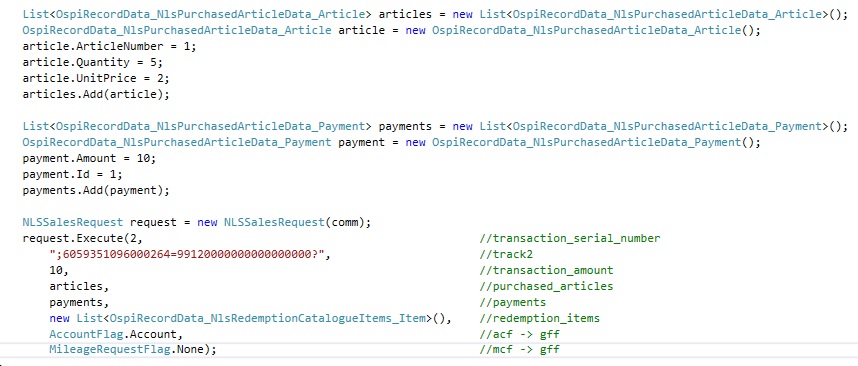 List<OspiRecordData_NlsPurchasedArticleData_Article> articles = new List<OspiRecordData_NlsPurchasedArticleData_Article>();
OspiRecordData_NlsPurchasedArticleData_Article article = new OspiRecordData_NlsPurchasedArticleData_Article();
article.ArticleNumber = 1;
article.Quantity = 5;
article.UnitPrice = 2;
articles.Add(article);
List<OspiRecordData_NlsPurchasedArticleData_Payment> payments = new List<OspiRecordData_NlsPurchasedArticleData_Payment>();
OspiRecordData_NlsPurchasedArticleData_Payment payment = new OspiRecordData_NlsPurchasedArticleData_Payment();
payment.Amount = 10;
payment.Id = 1;
payments.Add(payment);
NLSSalesRequest request = new NLSSalesRequest(comm);
request.Execute(2, //transaction_serial_number
";6059351096000264=99120000000000000000?", //track2
10, //transaction_amount
articles, //purchased_articles
payments, //payments
new List<OspiRecordData_NlsRedemptionCatalogueItems_Item>(), //redemption_items
AccountFlag.Account, //acf -> gff
MileageRequestFlag.None); //mcf -> gff